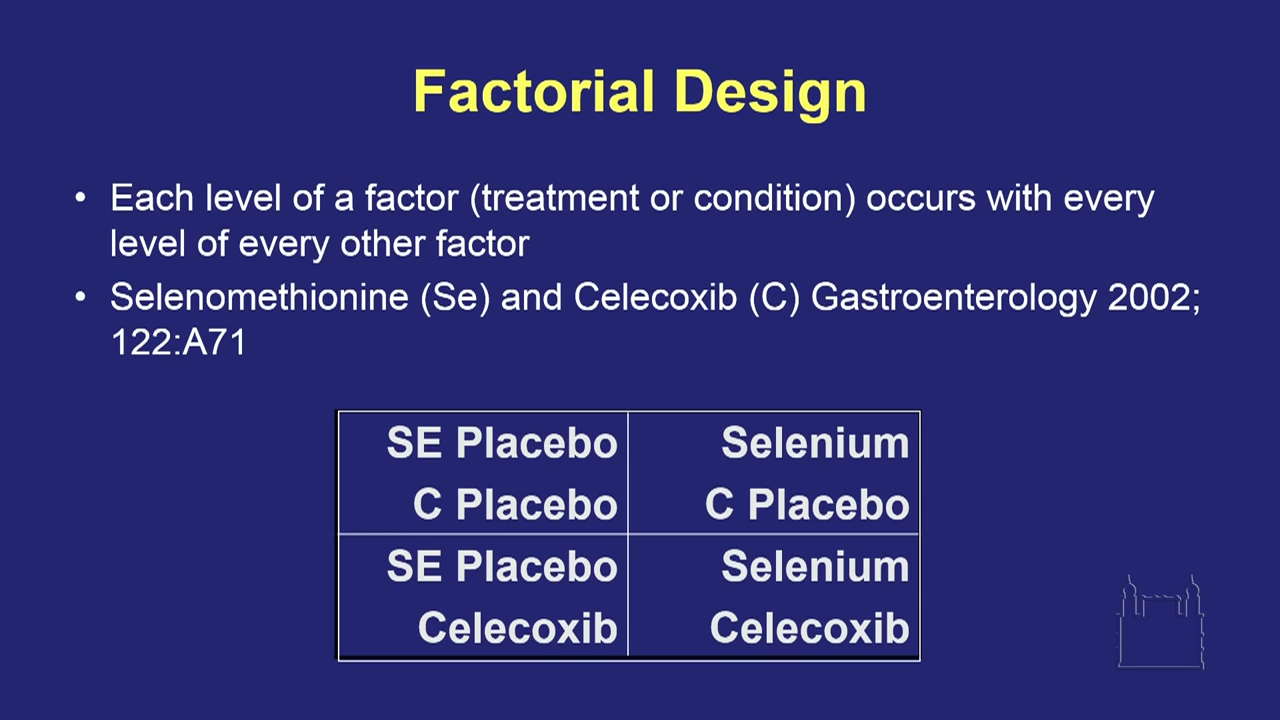 Factorial Design
• Each level of a factor (treatment or condition) occurs with every
level of every other factor
• Selenomethionine (Se) and Celecoxib (C) Gastroenterology 2002;
122:A71
SE Placebo Selenium
C Placebo C Placebo
SE Placebo Selenium
Celecoxib Celecoxib